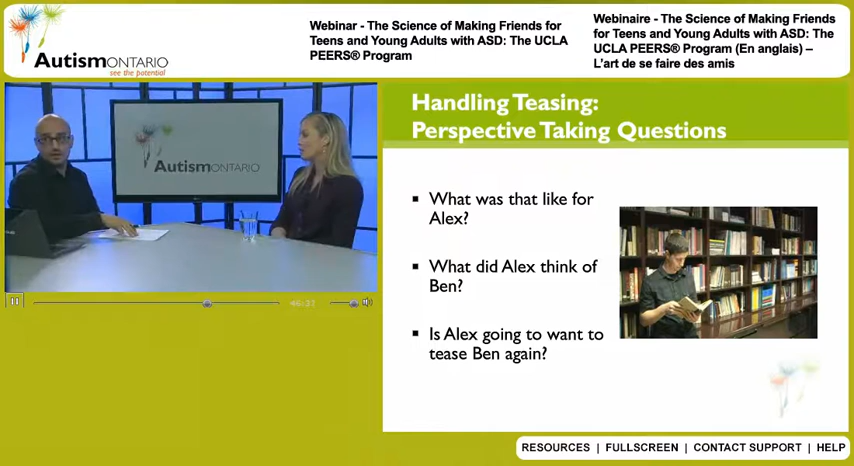 Webinar - The Science of Making Friends for
Teens and Young Adults with ASD: The UCLA
PEERS® Program
Webinaire - The Science of Making Friends
for Teens and Young Adults with ASD: The
UCLA PEERS® Program (En anglais) –
L'art de se faire des amis
AutismONTARIO
see the potential
AutismONTARIO
46:37
Handling Teasing:
Perspective Taking Questions
▪ What was that like for
Alex?
▪ What did Alex think of
Ben?
▪ Is Alex going to want to
tease Ben again?
RESOURCES | FULLSCREEN | CONTACT SUPPORT | HELP